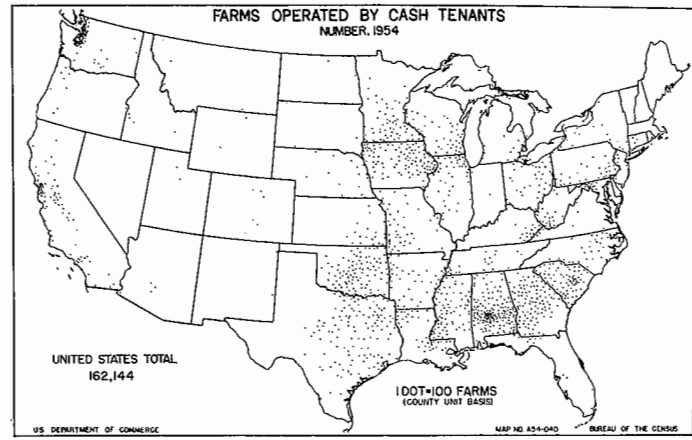 FARMS OPERATED BY CASH TENANTS
NUMBER, 1954
UNITED STATES TOTAL
162,144
1 DOT=100 FARMS
(COUNTY UNIT BASIS)
U.S. DEPARTMENT OF COMMERCE
MAP NO. A54-040
BUREAU OF THE CENSUS